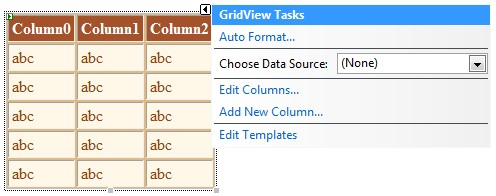 Column0 Column1 Column2
abc abc abc
abc abc abc
abc abc abc
abc abc abc
abc abc abc
GridView Tasks
Auto Format...
Choose Data Source: (None)
Edit Columns...
Add New Column...
Edit Templates